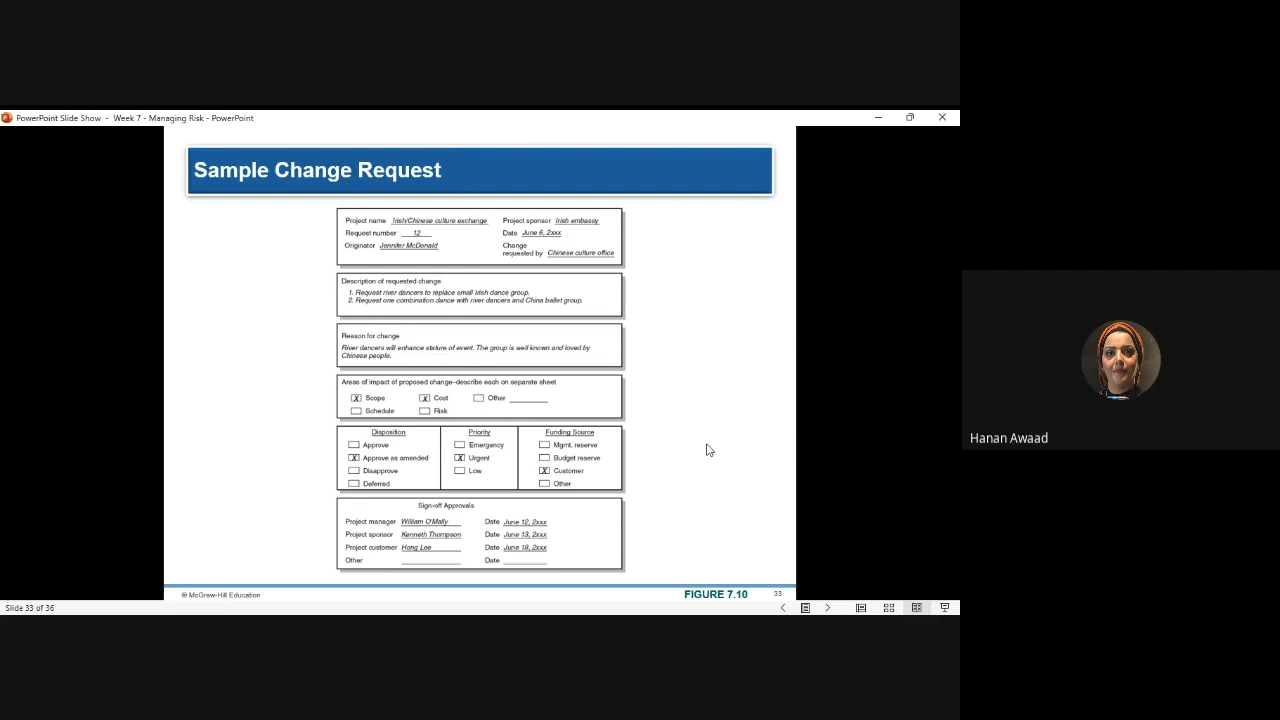 PowerPoint Slide Show - Week 7 - Managing Risk - PowerPoint
Sample Change Request
Project name Irish/Chinese culture exchange Project sponsor Irish embassy
Request number 12 Date June 6, 2xxx
Originator Jennifer McDonald Change
requested by Chinese culture office
Description of requested change
1. Request river dancers to replace small Irish dance group.
2. Request one combination dance with river dancers and China ballet group.
Reason for change
River dancers will enhance stature of event. The group is well known and loved by
Chinese people.
Areas of impact of proposed change–describe each on separate sheet
X Scope X Cost Other
Schedule Risk
Disposition Priority Funding Source
Approve Emergency Mgmt. reserve
X Approve as amended X Urgent Budget reserve
Disapprove Low X Customer
Deferred Other
Sign-off Approvals
Project manager William O'Mally Date June 12, 2xxx
Project sponsor Kenneth Thompson Date June 13, 2xxx
Project customer Hong Lee Date June 18, 2xxx
Other Date
© McGraw-Hill Education FIGURE 7.10 33
Slide 33 of 36
Hanan Awaad